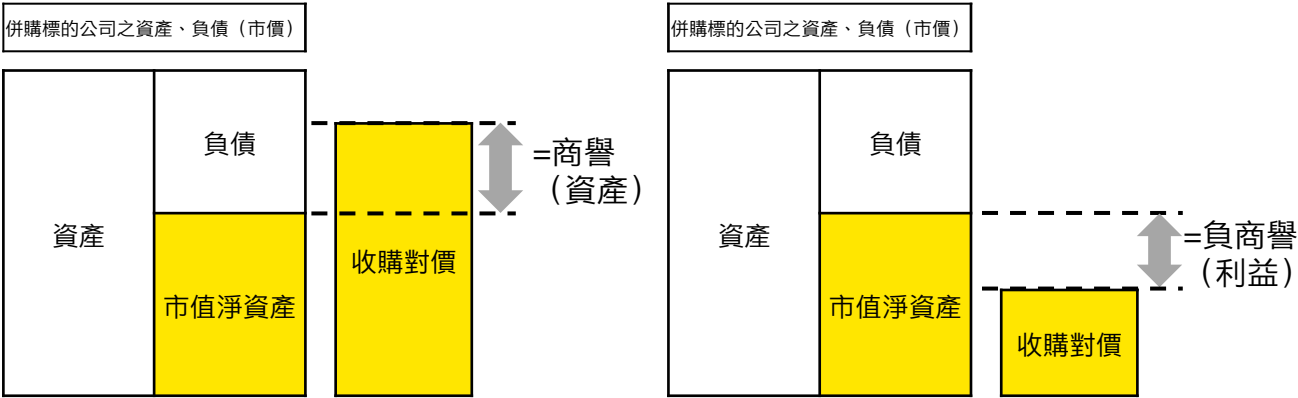 併購標的公司之資產、負債（市價）
負債
=商譽
（資產）
資產
收購對價
市值淨資產
併購標的公司之資產、負債（市價）
負債
資產
=負商譽
（利益）
市值淨資產
收購對價